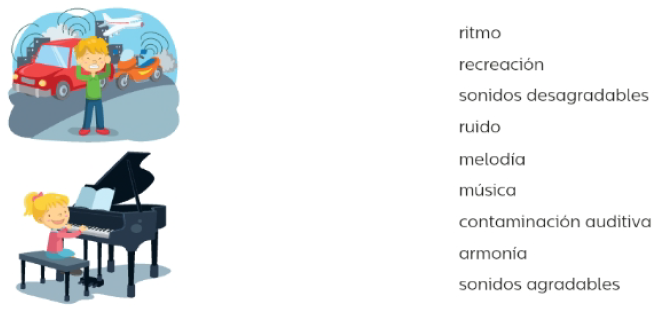 ritmo
recreación
sonidos desagradables
ruido
melodía
música
contaminación auditiva
armonía
sonidos agradables